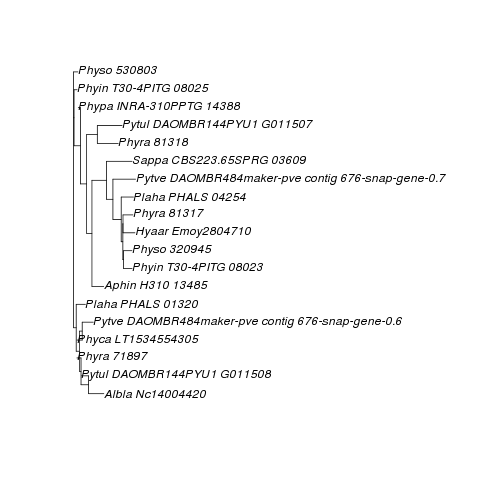 Physo 530803
Phyin T30-4PITG 08025
Phypa INRA-310PPTG 14388
Pytul DAOMBR144PYU1 G011507
Phyra 81318
Sappa CBS223.65SPRG 03609
Pytve DAOMBR484maker-pve contig 676-snap-gene-0.7
Plaha PHALS 04254
Phyra 81317
Hyaar Emoy2804710
Physo 320945
Phyin T30-4PITG 08023
Aphin H310 13485
Plaha PHALS 01320
Pytve DAOMBR484maker-pve contig 676-snap-gene-0.6
Phyca LT1534554305
Phyra 71897
Pytul DAOMBR144PYU1 G011508
Albla Nc14004420